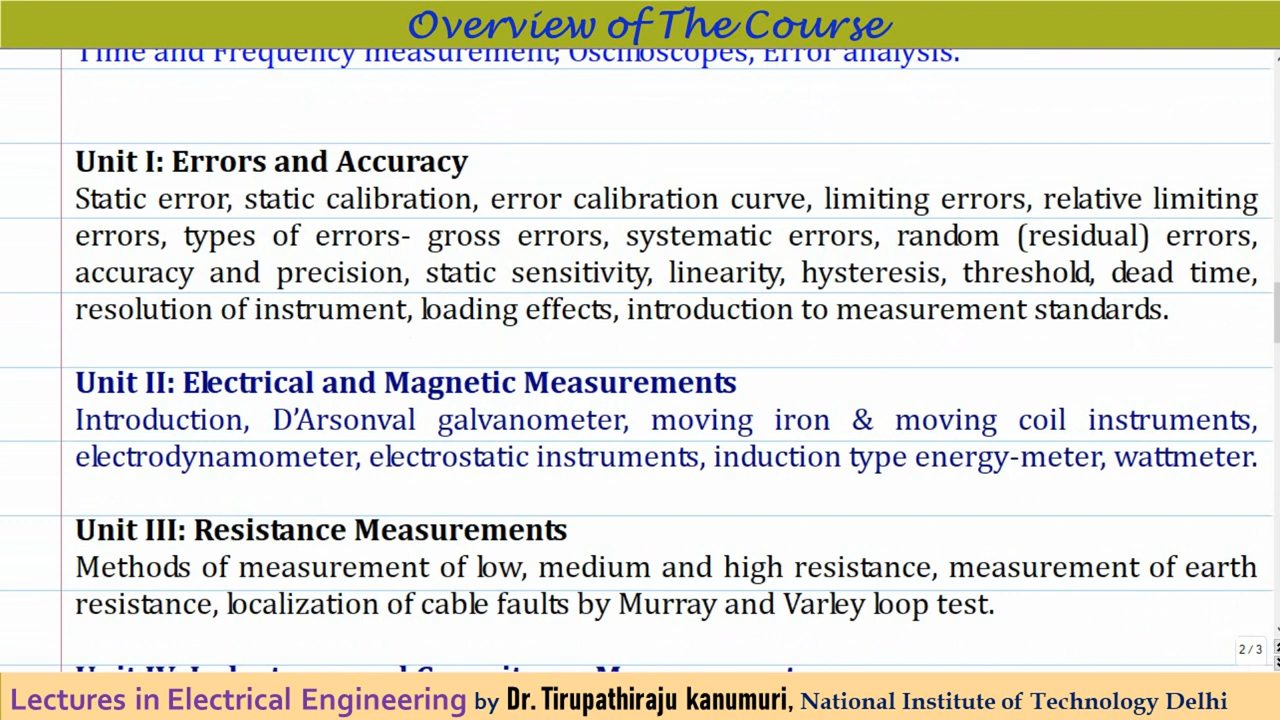 Overview of The Course
Time and Frequency measurement; Oscilloscopes, Error analysis.
Unit I: Errors and Accuracy
Static error, static calibration, error calibration curve, limiting errors, relative limiting
errors, types of errors- gross errors, systematic errors, random (residual) errors,
accuracy and precision, static sensitivity, linearity, hysteresis, threshold, dead time,
resolution of instrument, loading effects, introduction to measurement standards.
Unit II: Electrical and Magnetic Measurements
Introduction, D’Arsonval galvanometer, moving iron & moving coil instruments,
electrodynamometer, electrostatic instruments, induction type energy-meter, wattmeter.
Unit III: Resistance Measurements
Methods of measurement of low, medium and high resistance, measurement of earth
resistance, localization of cable faults by Murray and Varley loop test.
2/3
Lectures in Electrical Engineering by Dr. Tirupathiraju kanumuri, National Institute of Technology Delhi